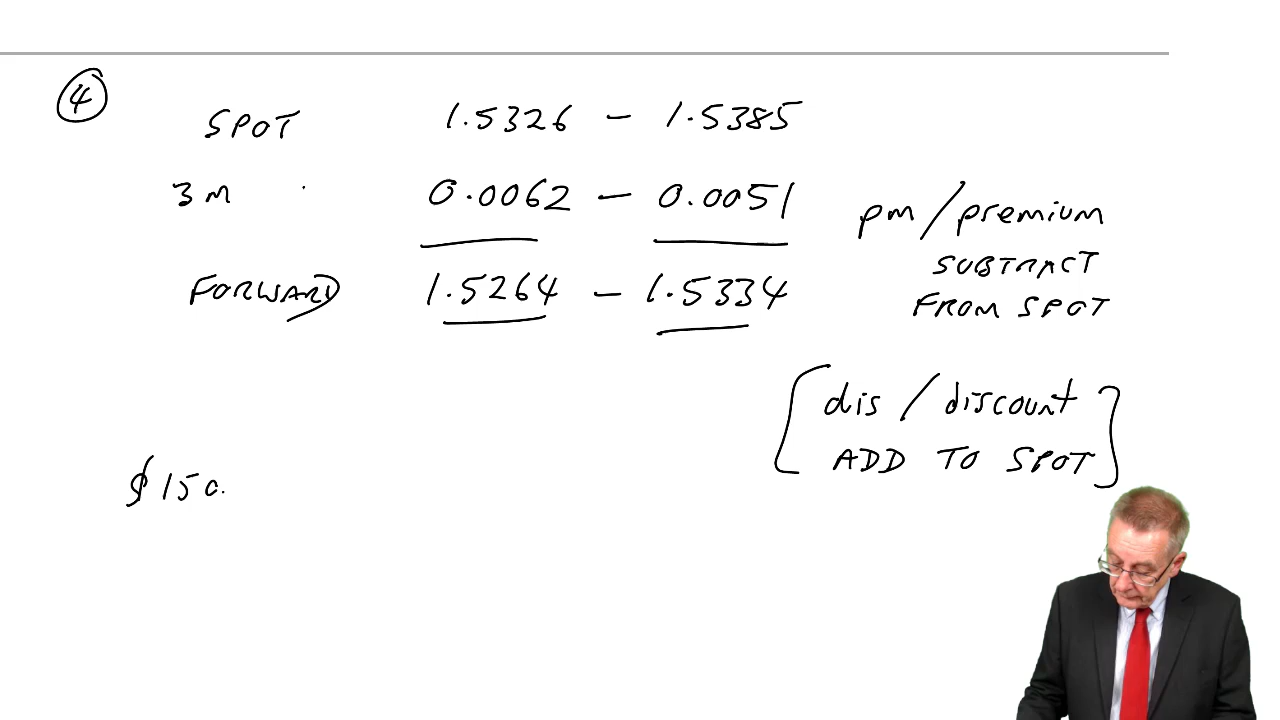 ④
SPOT 1.5326 – 1.5385
3 M 0.0062 – 0.0051 pm / premium
SUBTRACT
FORWARD 1.5264 – 1.5334 FROM SPOT
[dis / discount
ADD TO SPOT]
$ 150.